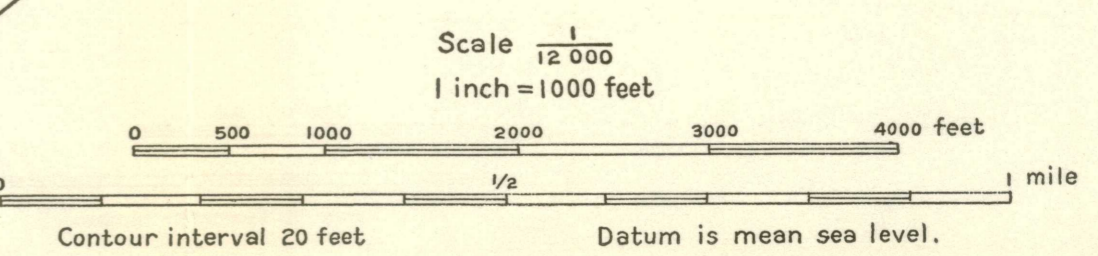 Scale 1/12 000
1 inch = 1000 feet
0 500 1000 2000 3000 4000 feet
0 1/2 1 mile
Contour interval 20 feet Datum is mean sea level.